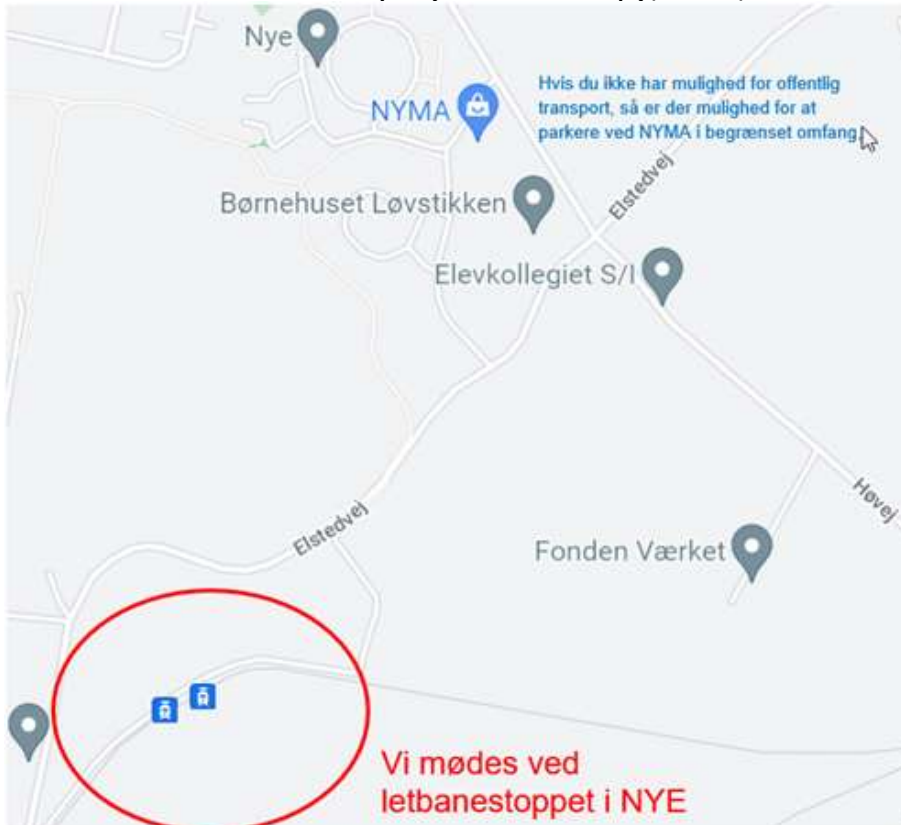 Nye
NYMA
Hvis du ikke har mulighed for offentlig
transport, så er der mulighed for at
parkere ved NYMA i begrænset omfang.
Børnehuset Løvstikken
Elstedvej
Elevkollegiet S/I
Høvej
Elstedvej
Fonden Værket
Vi mødes ved
letbanestoppet i NYE